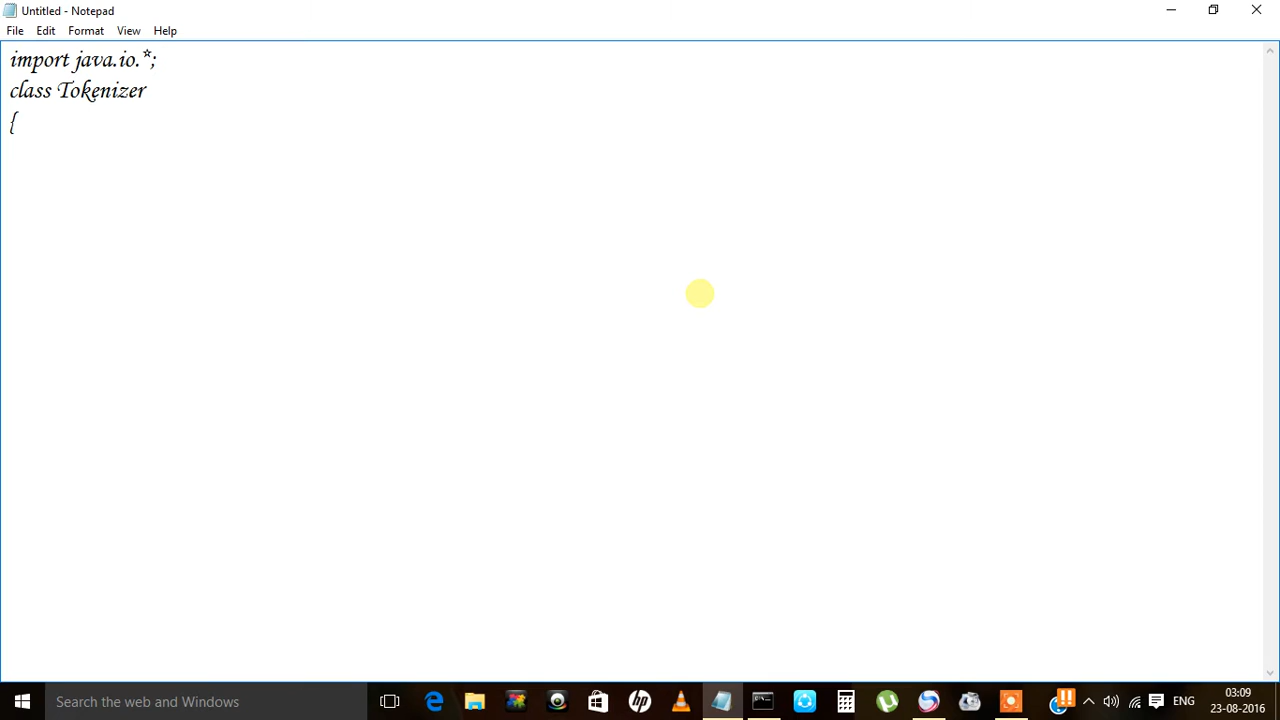 Untitled - Notepad
File Edit Format View Help
import java.io.*;
class Tokenizer
{
Search the web and Windows
ENG
03:09
23-08-2016